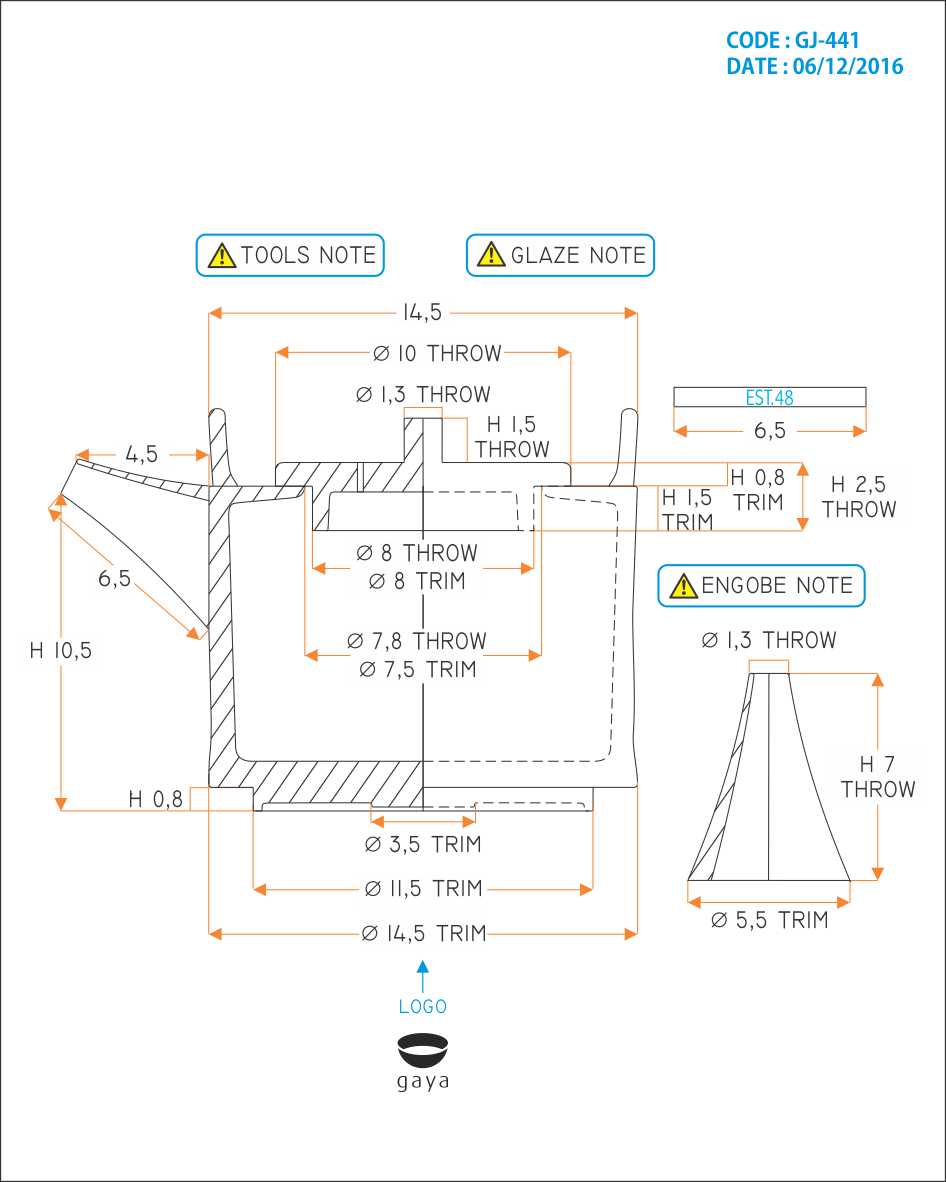 CODE : GJ-441
DATE : 06/12/2016
TOOLS NOTE
GLAZE NOTE
14,5
Ø 10 THROW
Ø 1,3 THROW
EST.48
H 1,5
THROW
6,5
4,5
H 0,8
TRIM
H 1,5
TRIM
H 2,5
THROW
Ø 8 THROW
Ø 8 TRIM
6,5
ENGOBE NOTE
Ø 7,8 THROW
Ø 7,5 TRIM
H 10,5
Ø 1,3 THROW
H 7
THROW
H 0,8
Ø 3,5 TRIM
Ø 11,5 TRIM
Ø 5,5 TRIM
Ø 14,5 TRIM
LOGO
gaya